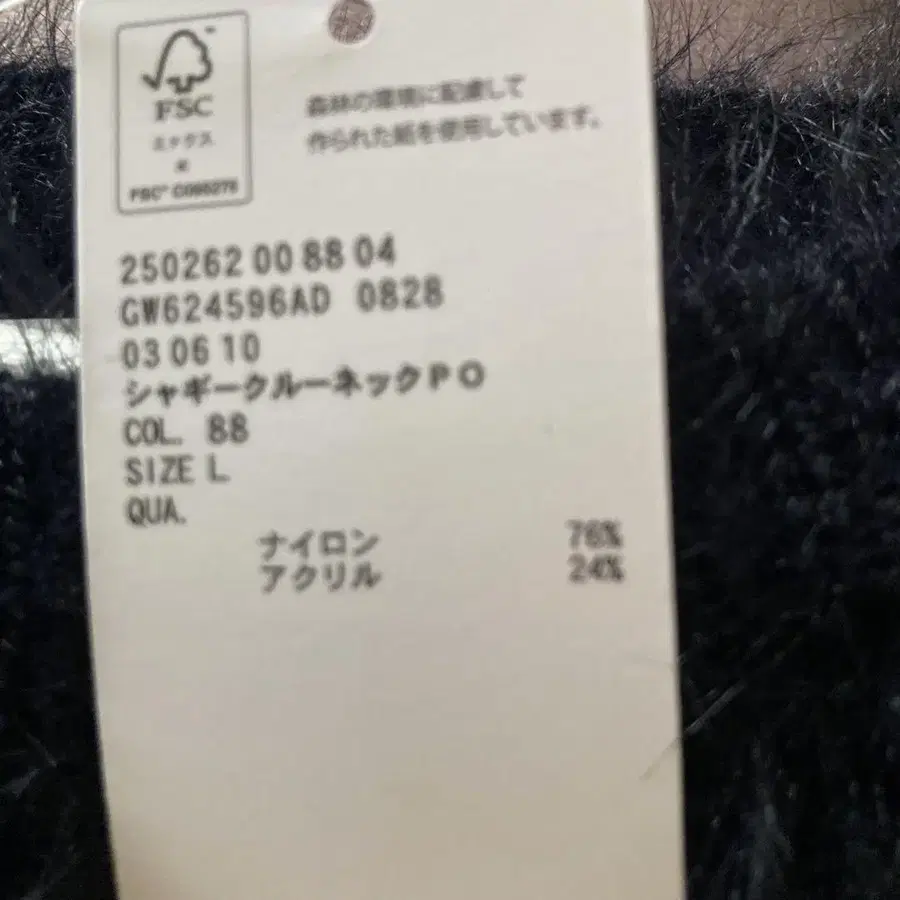 FSC
ミックス
紙
FSC™ C095275
森林の環境に配慮して
作られた紙を使用しています。
250262 00 88 04
GW624596AD 0828
03 06 10
シャギークルーネックPO
COL. 88
SIZE L
QUA.
ナイロン 76%
アクリル 24%